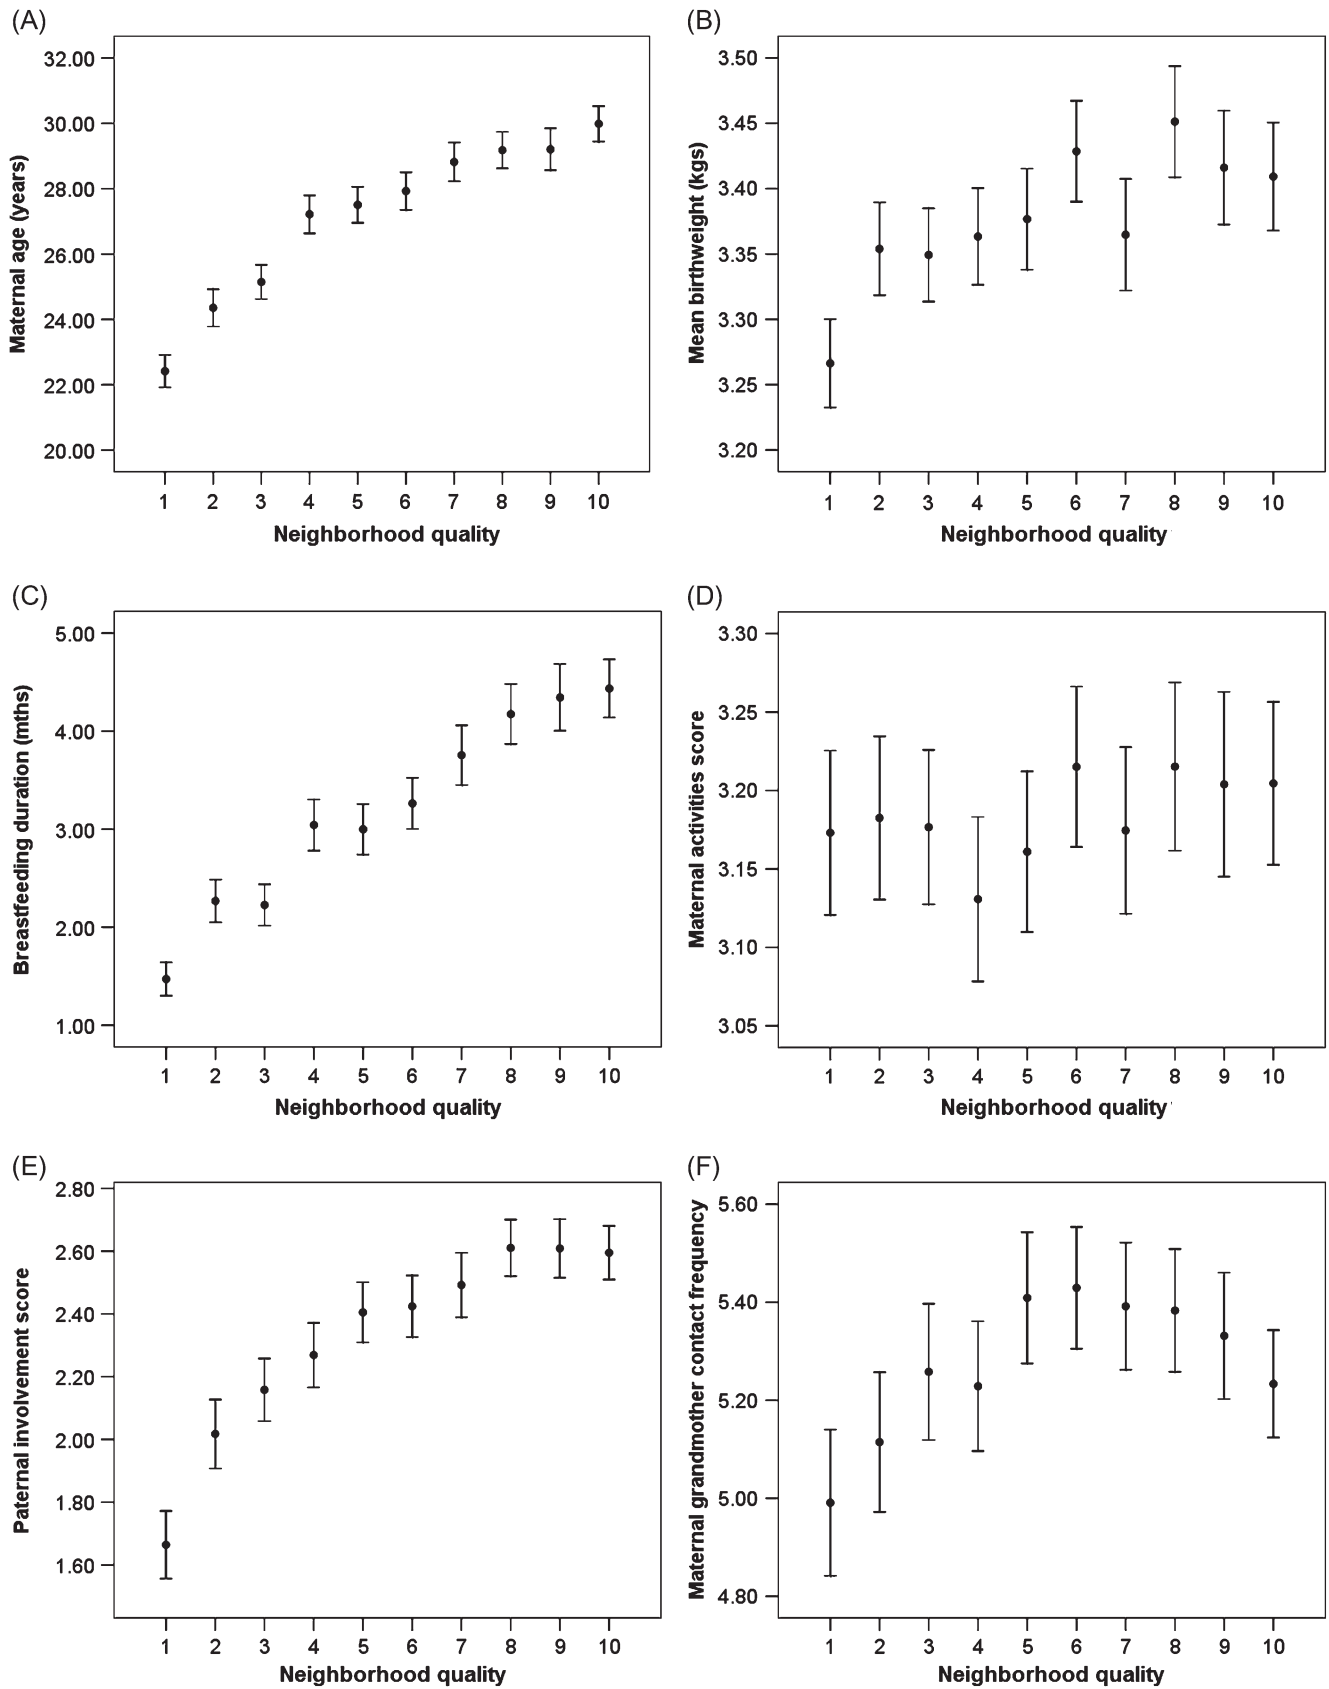 (A)
Maternal age (years)
32.00
30.00
28.00
26.00
24.00
22.00
20.00
1 2 3 4 5 6 7 8 9 10
Neighborhood quality
(B)
Mean birthweight (kgs)
3.50
3.45
3.40
3.35
3.30
3.25
3.20
1 2 3 4 5 6 7 8 9 10
Neighborhood quality
(C)
Breastfeeding duration (mths)
5.00
4.00
3.00
2.00
1.00
1 2 3 4 5 6 7 8 9 10
Neighborhood quality
(D)
Maternal activities score
3.30
3.25
3.20
3.15
3.10
3.05
1 2 3 4 5 6 7 8 9 10
Neighborhood quality
(E)
Paternal involvement score
2.80
2.60
2.40
2.20
2.00
1.80
1.60
1 2 3 4 5 6 7 8 9 10
Neighborhood quality
(F)
Maternal grandmother contact frequency
5.60
5.40
5.20
5.00
4.80
1 2 3 4 5 6 7 8 9 10
Neighborhood quality